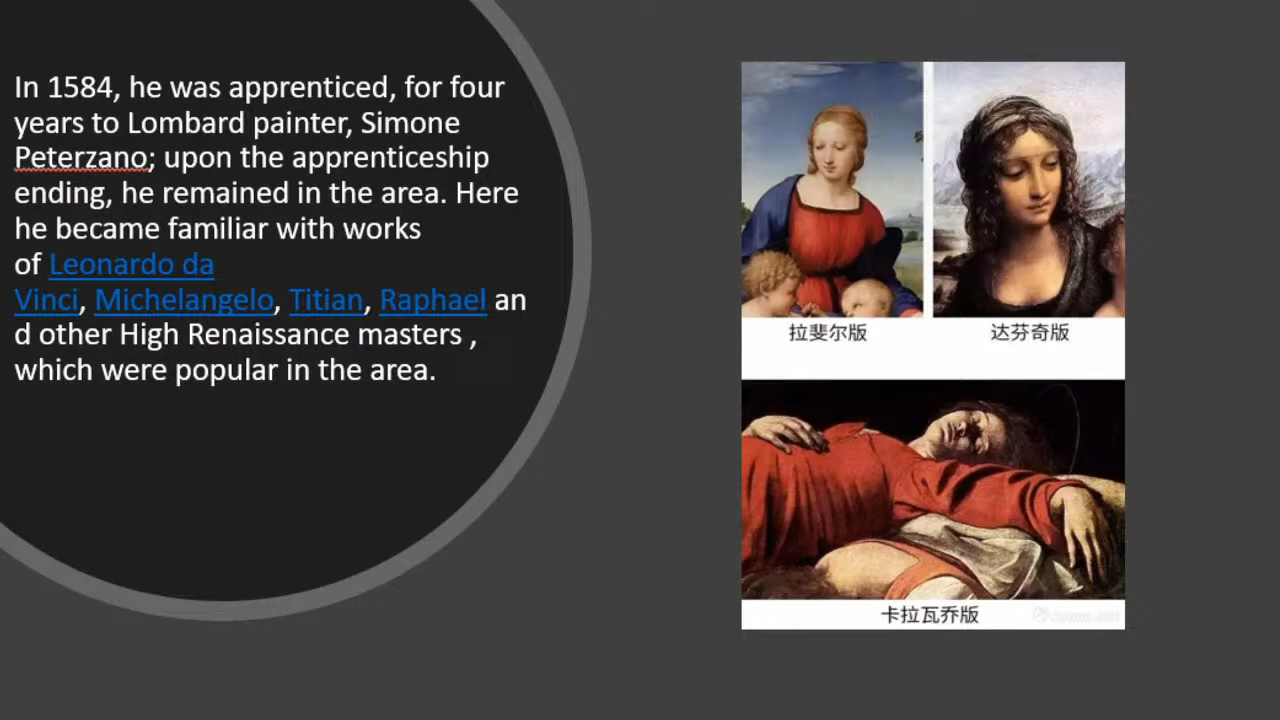 In 1584, he was apprenticed, for four
years to Lombard painter, Simone
Peterzano; upon the apprenticeship
ending, he remained in the area. Here
he became familiar with works
of Leonardo da
Vinci, Michelangelo, Titian, Raphael an
d other High Renaissance masters ,
which were popular in the area.
拉斐尔版
达芬奇版
卡拉瓦乔版